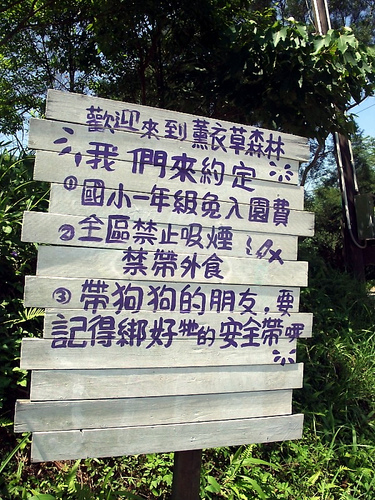 歡迎來到薰衣草森林
我們來約定
①國小一年級免入園費
②全區禁止吸煙
禁帶外食
③帶狗狗的朋友,要
記得綁好牠的安全帶喔